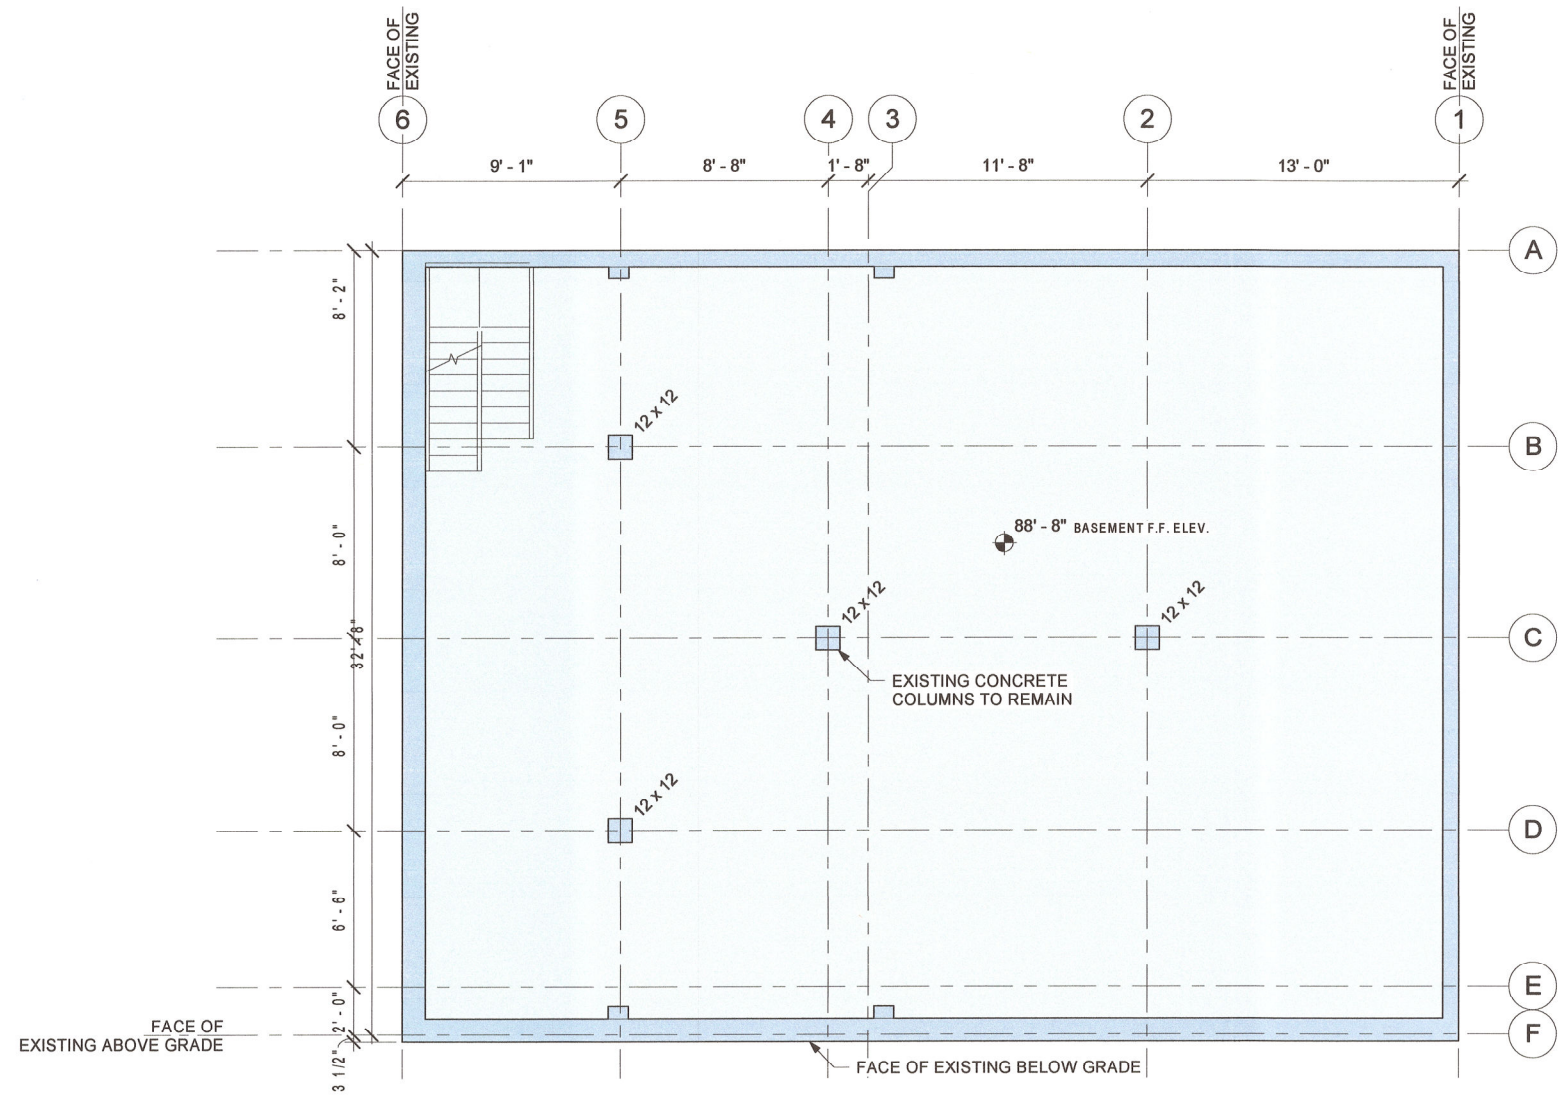 FACE OF
EXISTING
FACE OF
EXISTING
6
5
4
3
2
1
9' - 1"
8' - 8"
1' - 8"
11' - 8"
13' - 0"
A
8' - 2"
12 x 12
B
88' - 8" BASEMENT F.F. ELEV.
8' - 0"
12 x 12
12 x 12
32' - 8"
C
EXISTING CONCRETE
COLUMNS TO REMAIN
8' - 0"
12 x 12
D
6' - 6"
E
2' - 0"
FACE OF
EXISTING ABOVE GRADE
F
3 1/2"
FACE OF EXISTING BELOW GRADE